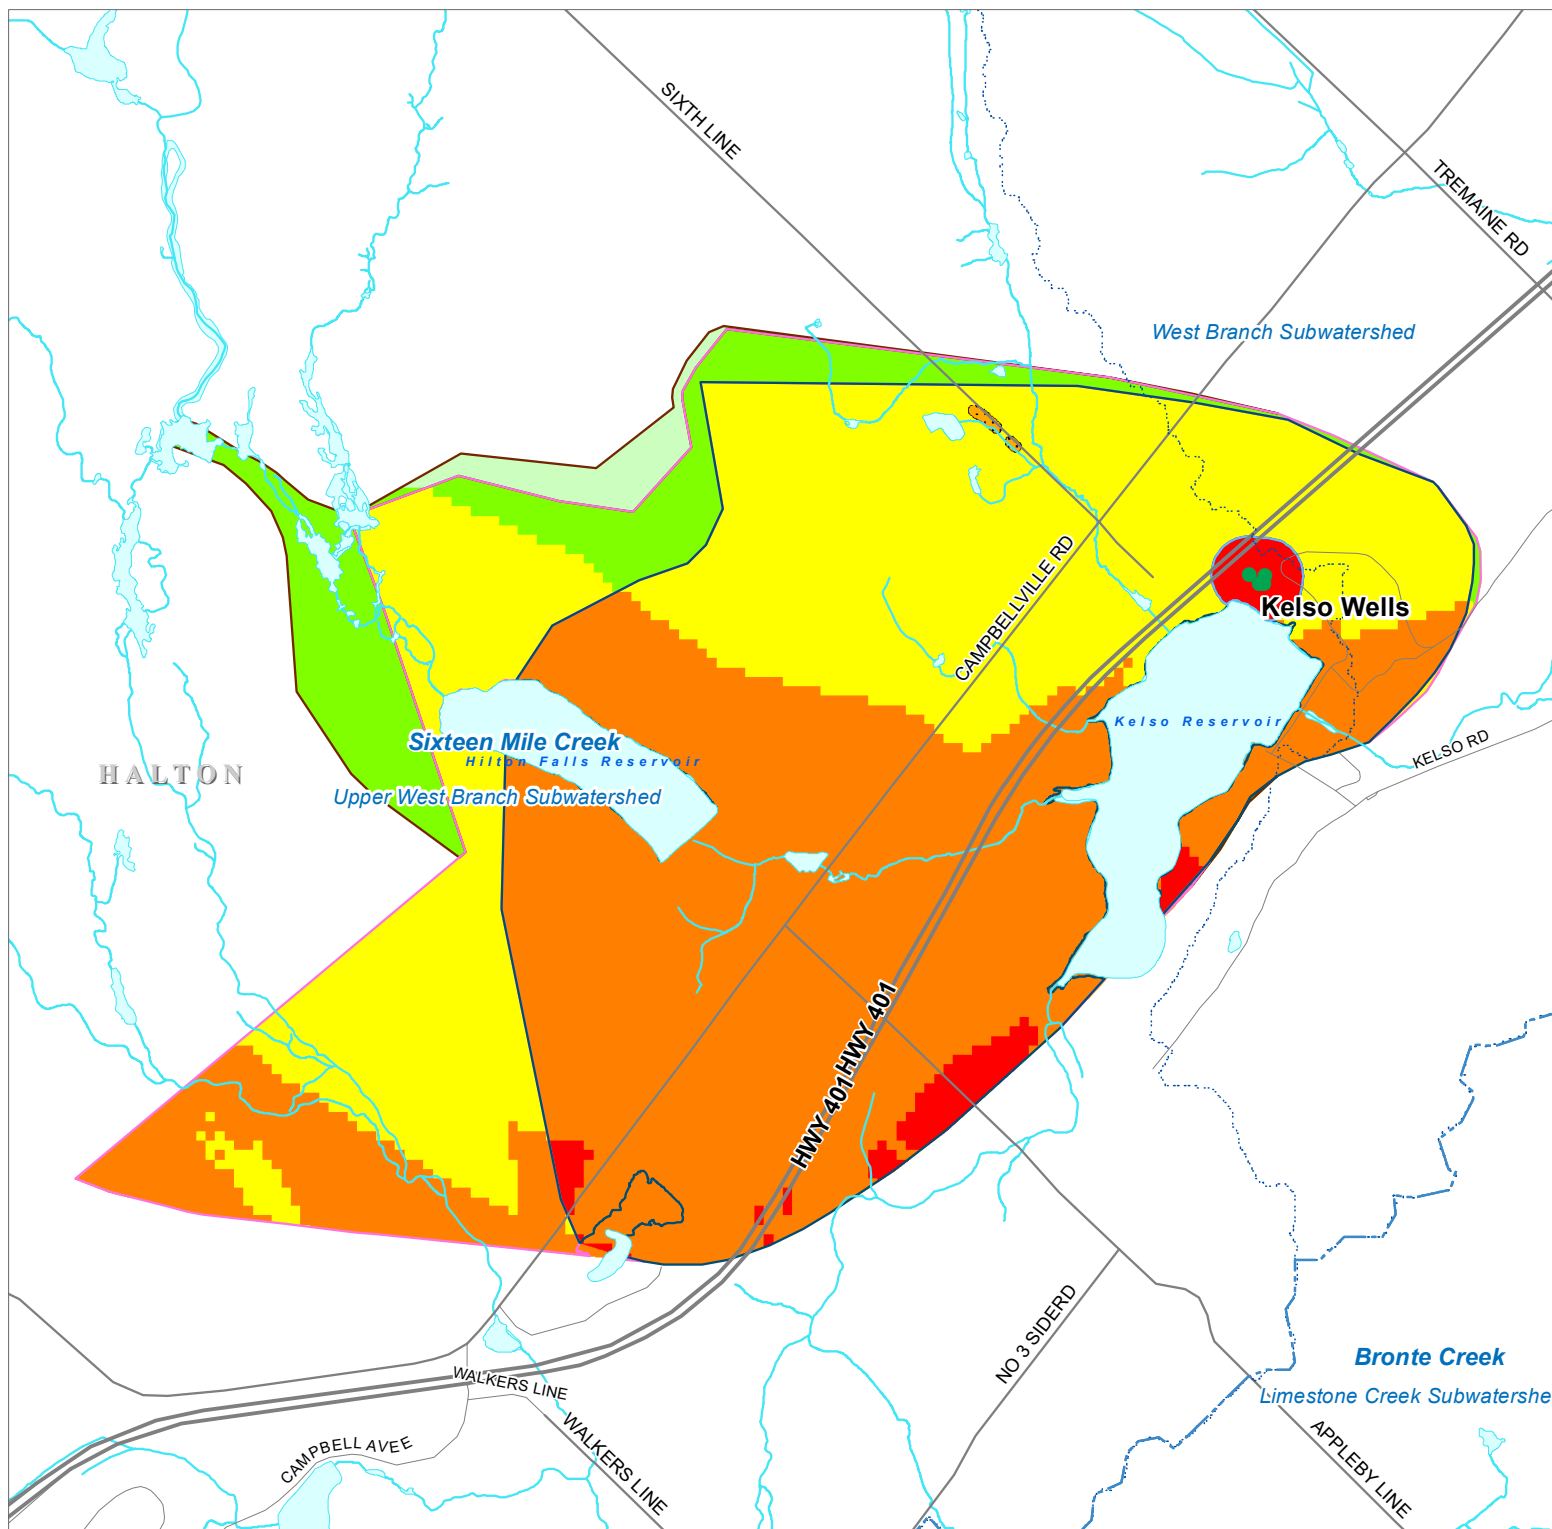 SIXTH LINE
TREMAINE RD
West Branch Subwatershed
CAMPBELLVILLE RD
Kelso Wells
Kelso Reservoir
KELSO RD
Sixteen Mile Creek
Hilton Falls Reservoir
HALTON
Upper West Branch Subwatershed
HWY 401
HWY 401
NO 3 SIDERD
Bronte Creek
Limestone Creek Subwatershe
WALKERS LINE
WALKERS LINE
CAMPBELL AVEE
APPLEBY LINE